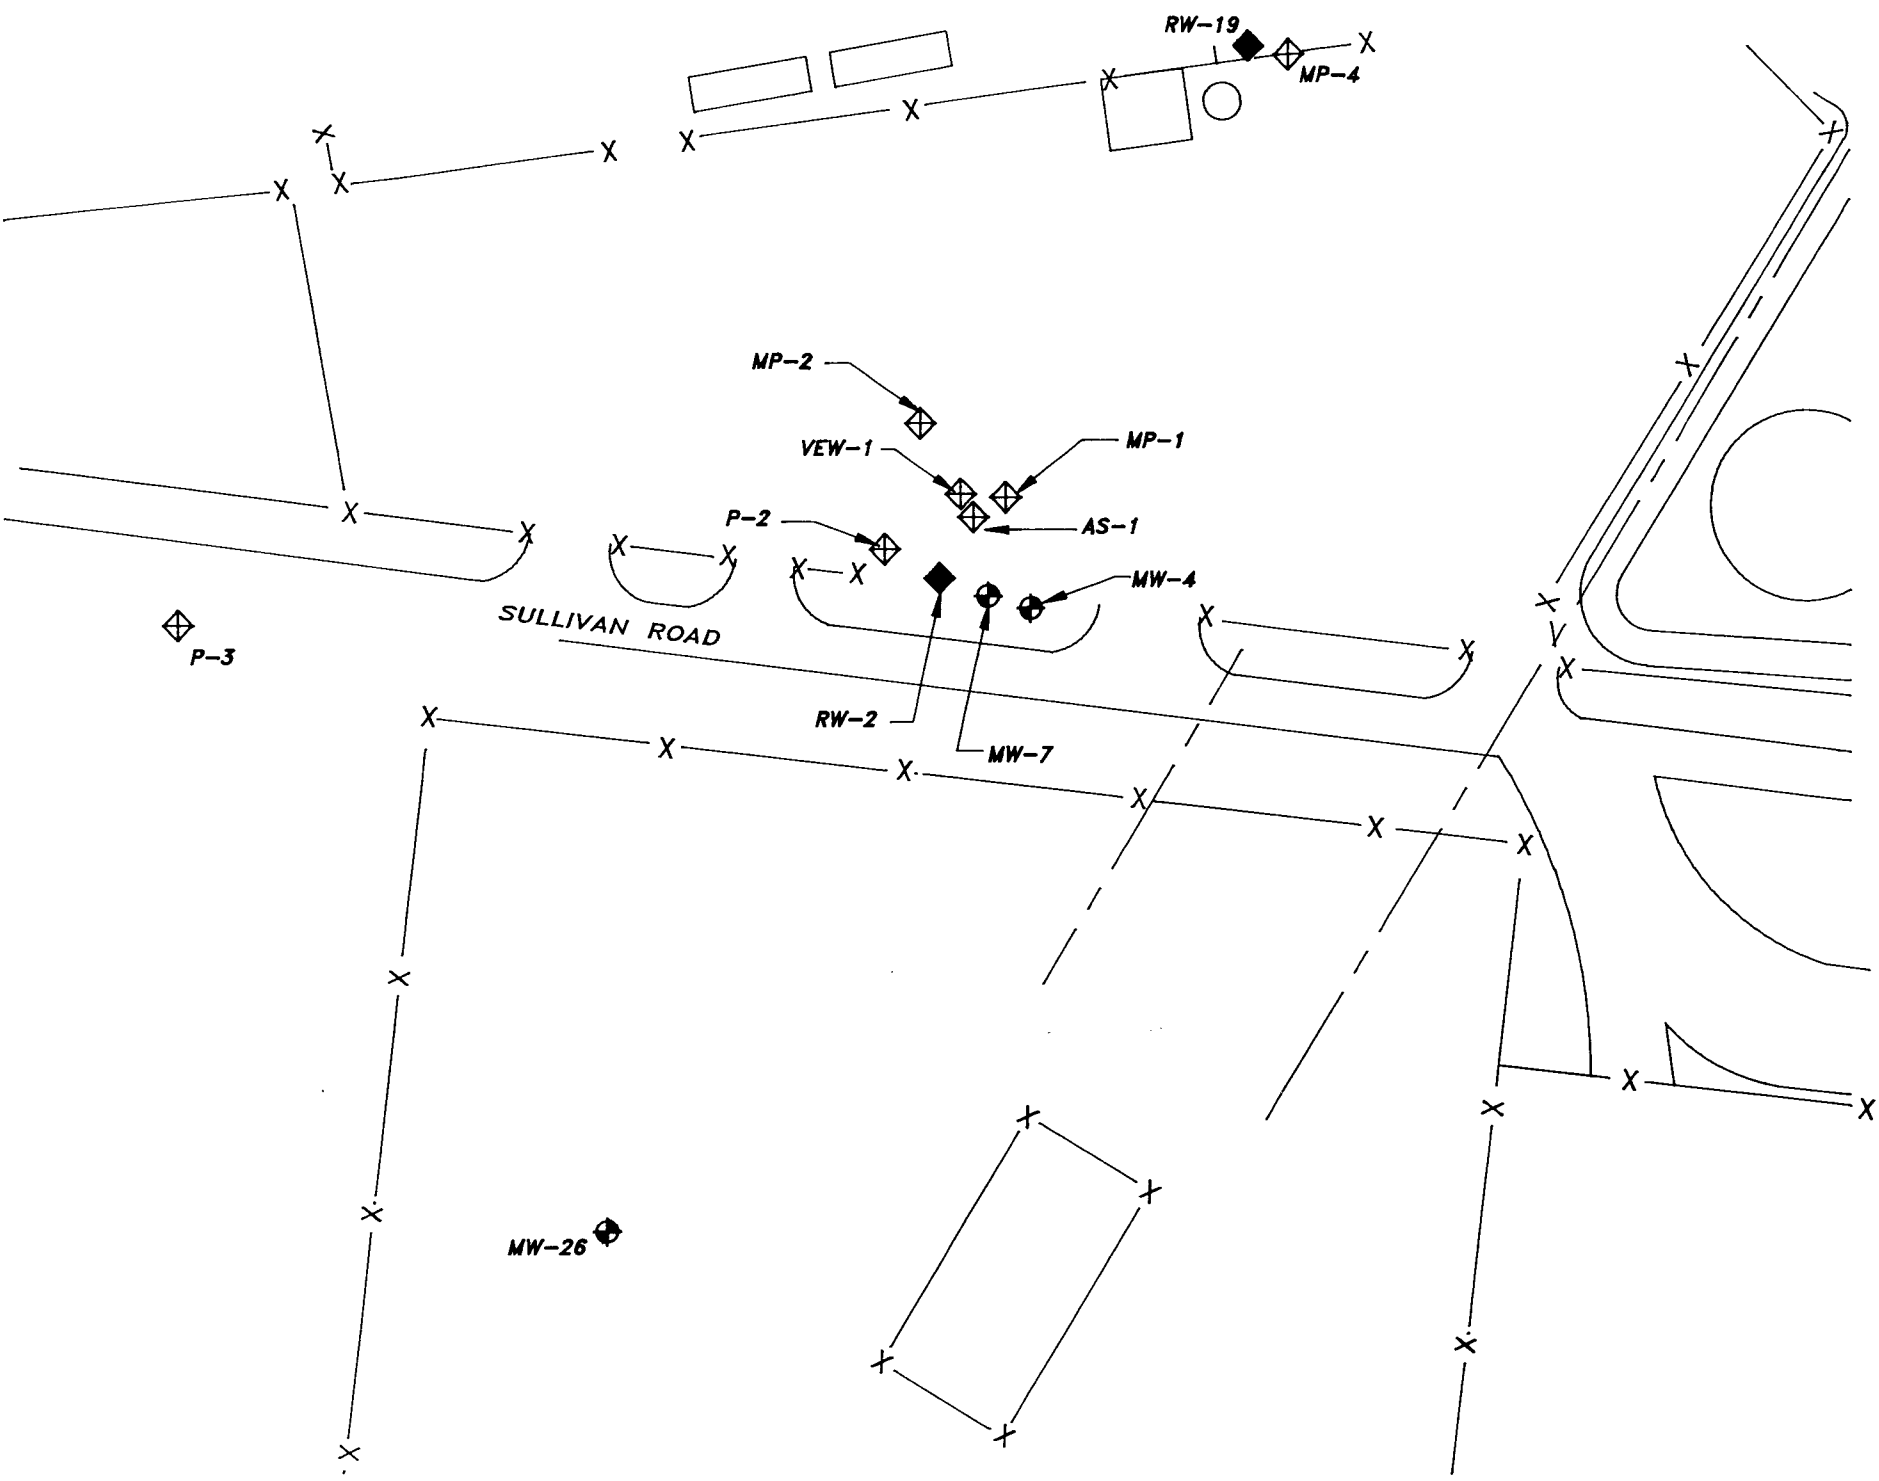 RW-19
MP-4
MP-2
MP-1
VEW-1
P-2
AS-1
MW-4
SULLIVAN ROAD
P-3
RW-2
MW-7
MW-26